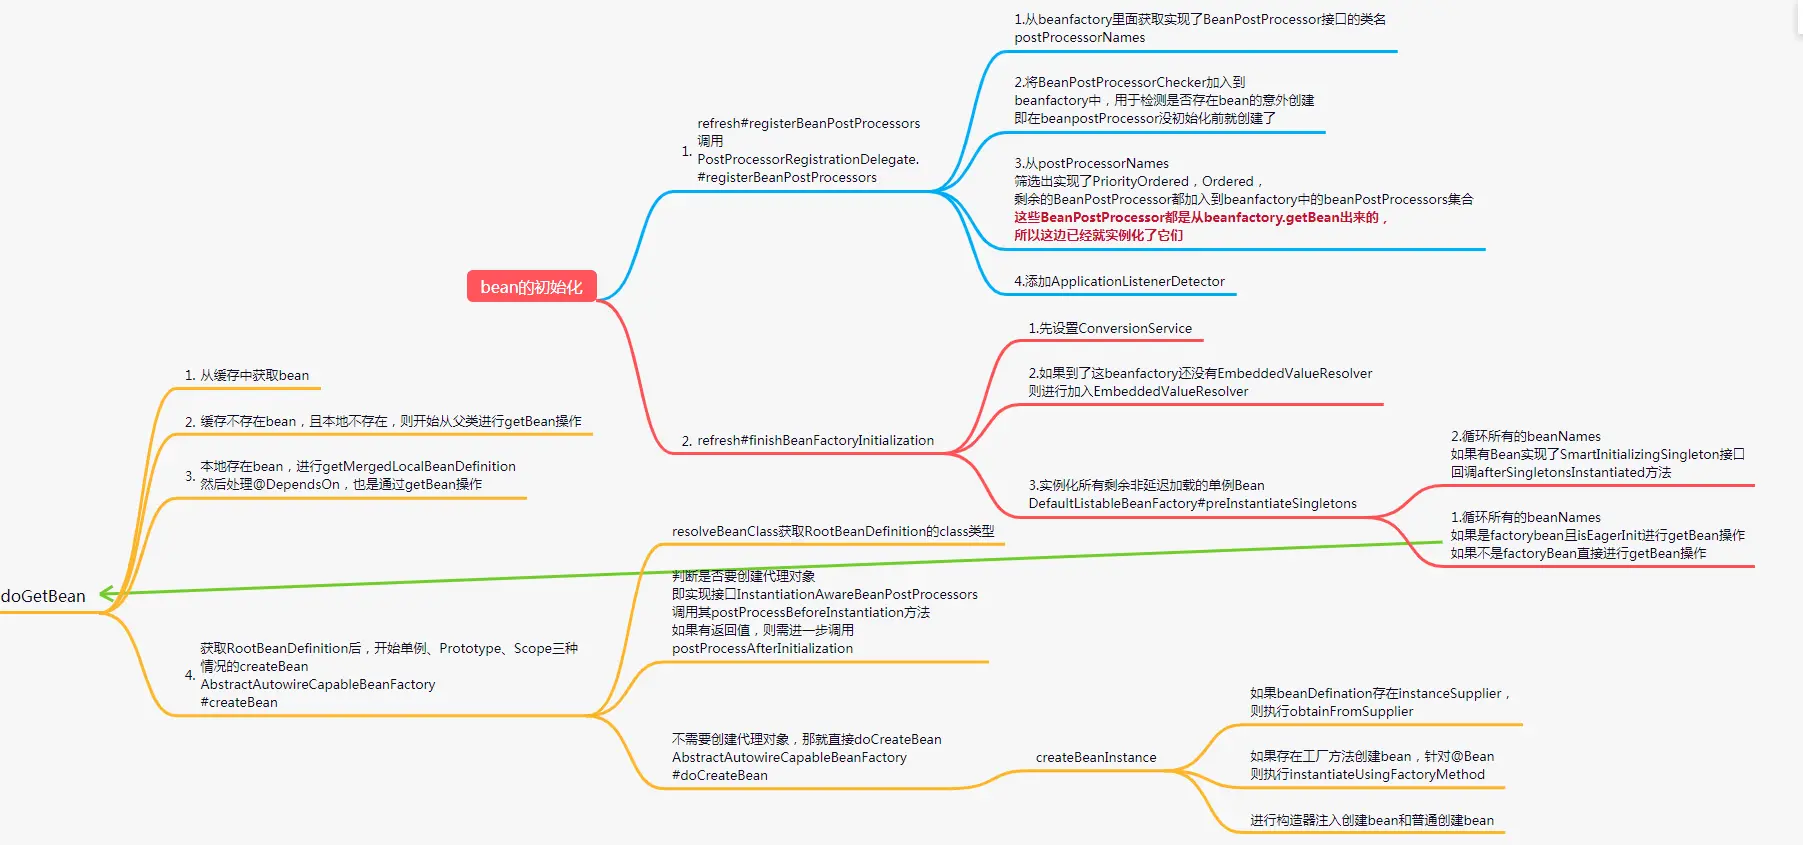 bean的初始化
1.
refresh#registerBeanPostProcessors
调用
PostProcessorRegistrationDelegate.
#registerBeanPostProcessors
1.从beanfactory里面获取实现了BeanPostProcessor接口的类名
postProcessorNames
2.将BeanPostProcessorChecker加入到
beanfactory中，用于检测是否存在bean的意外创建
即在beanpostProcessor没初始化前就创建了
3.从postProcessorNames
筛选出实现了PriorityOrdered，Ordered，
剩余的BeanPostProcessor都加入到beanfactory中的beanPostProcessors集合
这些BeanPostProcessor都是从beanfactory.getBean出来的，
所以这边已经就实例化了它们
4.添加ApplicationListenerDetector
2. refresh#finishBeanFactoryInitialization
1.先设置ConversionService
2.如果到了这beanfactory还没有EmbeddedValueResolver
则进行加入EmbeddedValueResolver
3.实例化所有剩余非延迟加载的单例Bean
DefaultListableBeanFactory#preInstantiateSingletons
2.循环所有的beanNames
如果有Bean实现了SmartInitializingSingleton接口
回调afterSingletonsInstantiated方法
1.循环所有的beanNames
如果是factorybean且isEagerInit进行getBean操作
如果不是factoryBean直接进行getBean操作
doGetBean
1. 从缓存中获取bean
2. 缓存不存在bean，且本地不存在，则开始从父类进行getBean操作
3.
本地存在bean，进行getMergedLocalBeanDefinition
然后处理@DependsOn，也是通过getBean操作
4.
获取RootBeanDefinition后，开始单例、Prototype、Scope三种
情况的createBean
AbstractAutowireCapableBeanFactory
#createBean
resolveBeanClass获取RootBeanDefinition的class类型
判断是否要创建代理对象
即实现接口InstantiationAwareBeanPostProcessors
调用其postProcessBeforeInstantiation方法
如果有返回值，则需进一步调用
postProcessAfterInitialization
不需要创建代理对象，那就直接doCreateBean
AbstractAutowireCapableBeanFactory
#doCreateBean
createBeanInstance
如果beanDefination存在instanceSupplier，
则执行obtainFromSupplier
如果存在工厂方法创建bean，针对@Bean
则执行instantiateUsingFactoryMethod
进行构造器注入创建bean和普通创建bean